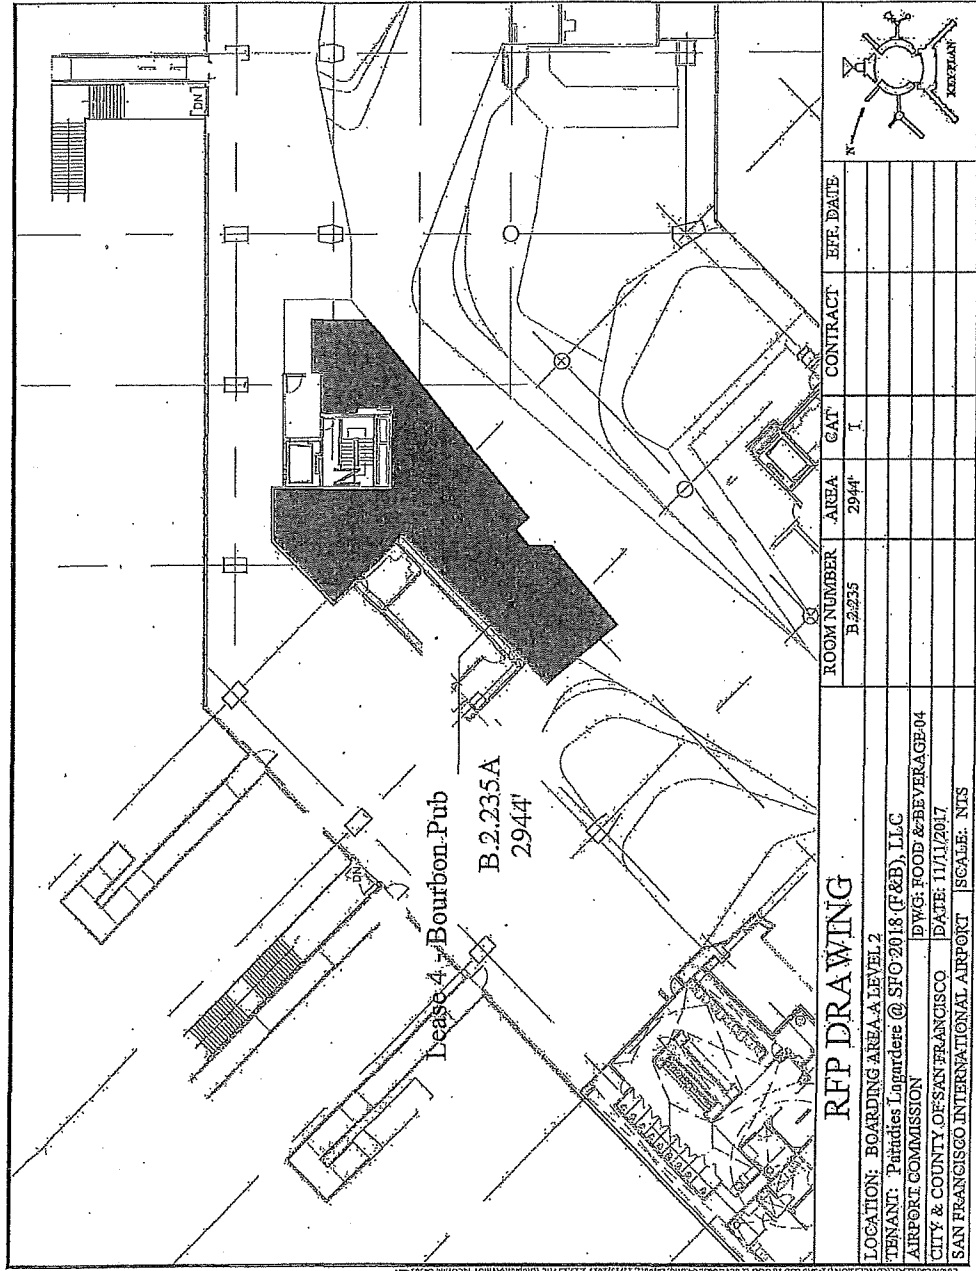 DN
DN
Lease 4 - Bourbon Pub
B.2.235A
2944'
RFP DRAWING
LOCATION: BOARDING AREA A LEVEL 2
TENANT: Paradies Lagardere @ SFO 2018 (F&B), LLC
AIRPORT COMMISSION
DWG: FOOD & BEVERAGE-04
CITY & COUNTY OF SAN FRANCISCO
DATE: 11/11/2017
SAN FRANCISCO INTERNATIONAL AIRPORT
SCALE: NTS
ROOM NUMBER AREA CAT CONTRACT EFF. DATE
B.2.235 2944' I
N
KEY PLAN